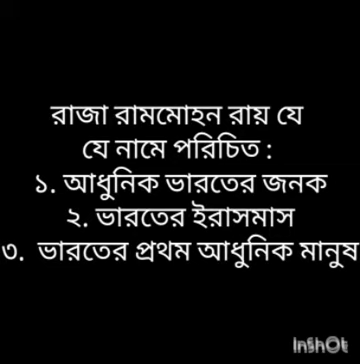 রাজা রামমোহন রায় যে
যে নামে পরিচিত :
১. আধুনিক ভারতের জনক
২. ভারতের ইরাসমাস
৩. ভারতের প্রথম আধুনিক মানুষ
InShOt